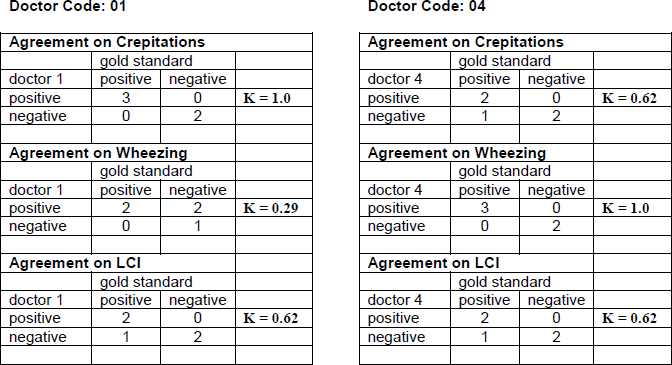 Doctor Code: 01
Agreement on Crepitations
gold standard
doctor 1 positive negative
positive 3 0 K = 1.0
negative 0 2
Agreement on Wheezing
gold standard
doctor 1 positive negative
positive 2 2 K = 0.29
negative 0 1
Agreement on LCI
gold standard
doctor 1 positive negative
positive 2 0 K = 0.62
negative 1 2
Doctor Code: 04
Agreement on Crepitations
gold standard
doctor 4 positive negative
positive 2 0 K = 0.62
negative 1 2
Agreement on Wheezing
gold standard
doctor 4 positive negative
positive 3 0 K = 1.0
negative 0 2
Agreement on LCI
gold standard
doctor 4 positive negative
positive 2 0 K = 0.62
negative 1 2